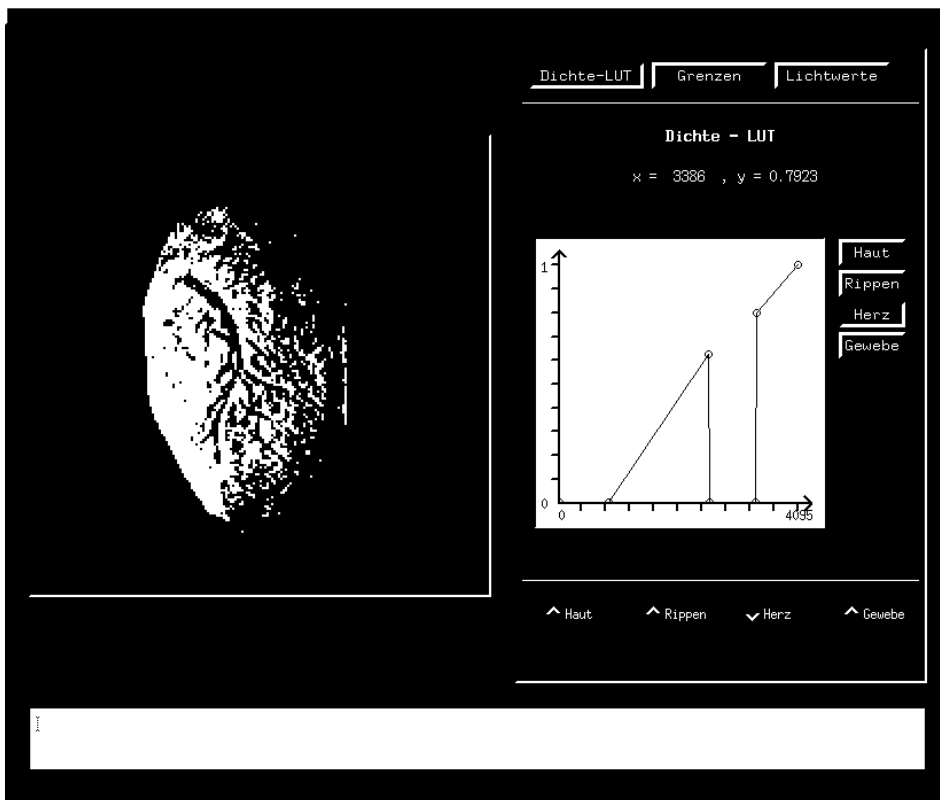 Dichte-LUT Grenzen Lichtwerte
Dichte - LUT
x = 3386 , y = 0.7923
Haut
Rippen
Herz
Gewebe
1
0
0 4095
Haut Rippen Herz Gewebe